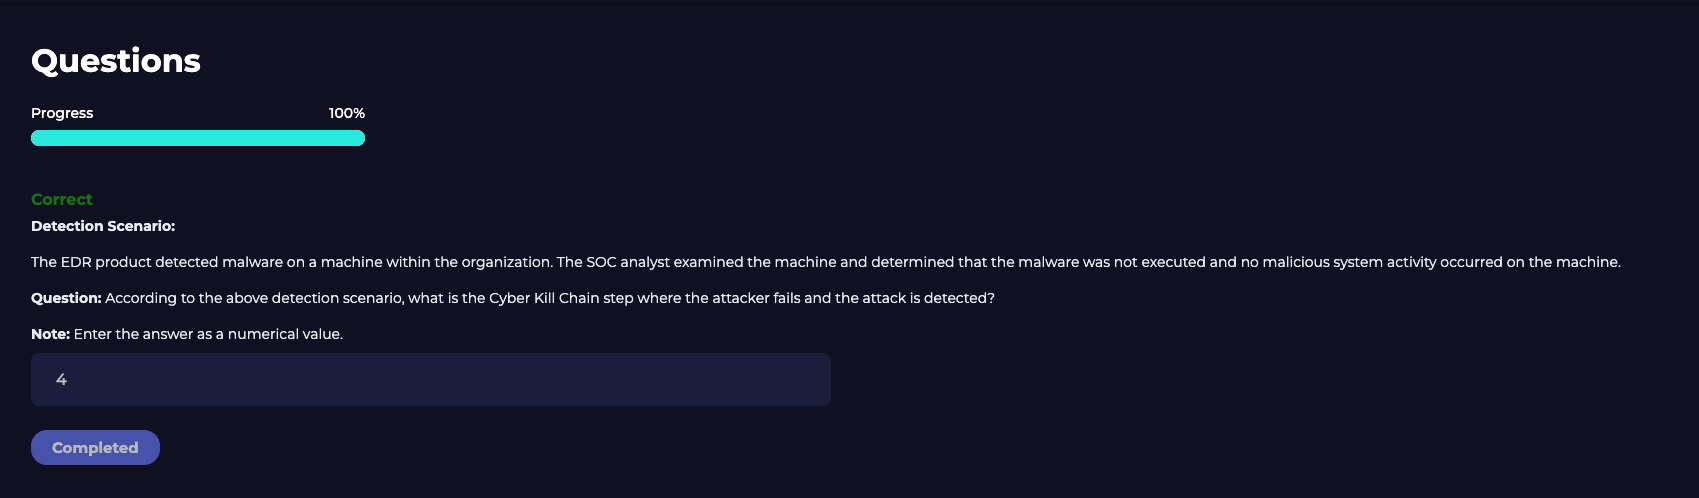 Questions
Progress 100%
Correct
Detection Scenario:
The EDR product detected malware on a machine within the organization. The SOC analyst examined the machine and determined that the malware was not executed and no malicious system activity occurred on the machine.
Question: According to the above detection scenario, what is the Cyber Kill Chain step where the attacker fails and the attack is detected?
Note: Enter the answer as a numerical value.
4
Completed